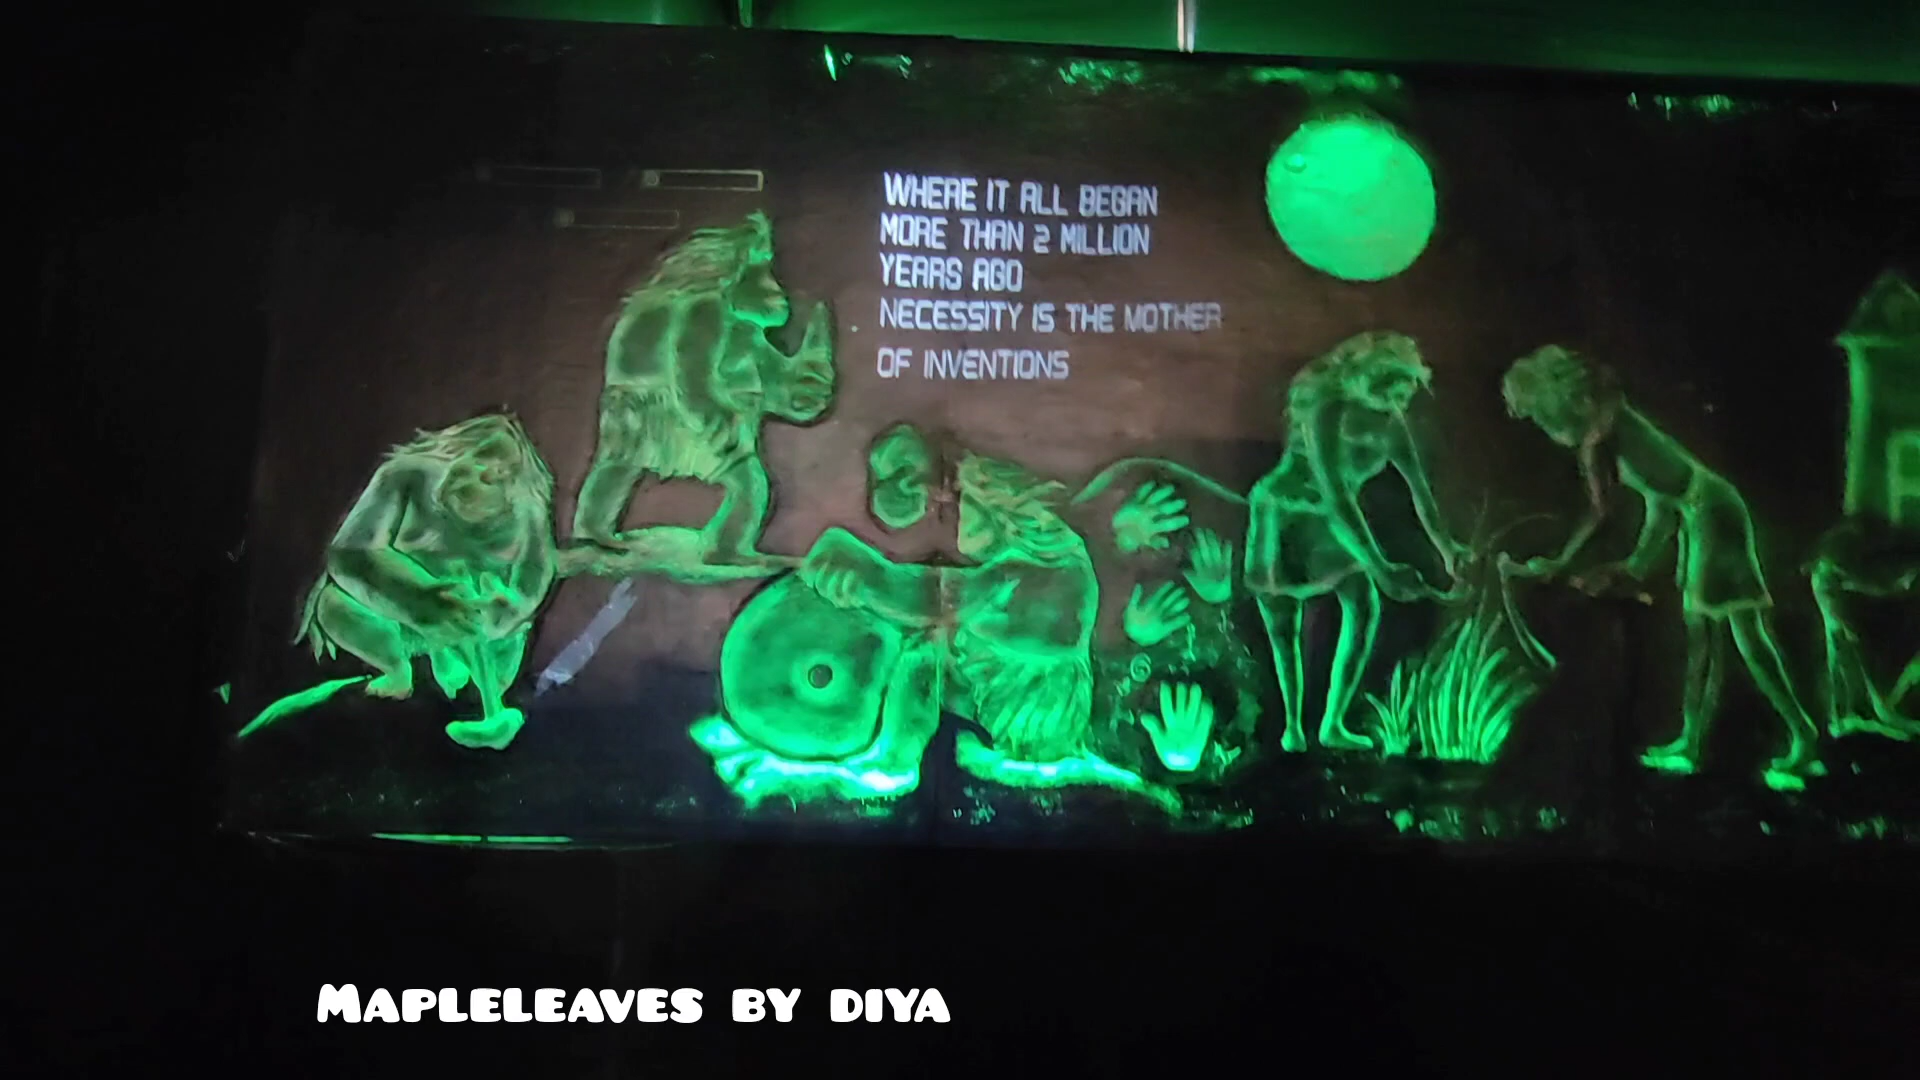 WHERE IT ALL BEGAN
MORE THAN 2 MILLION
YEARS AGO
NECESSITY IS THE MOTHER
OF INVENTIONS
MAPLELEAVES BY DIYA